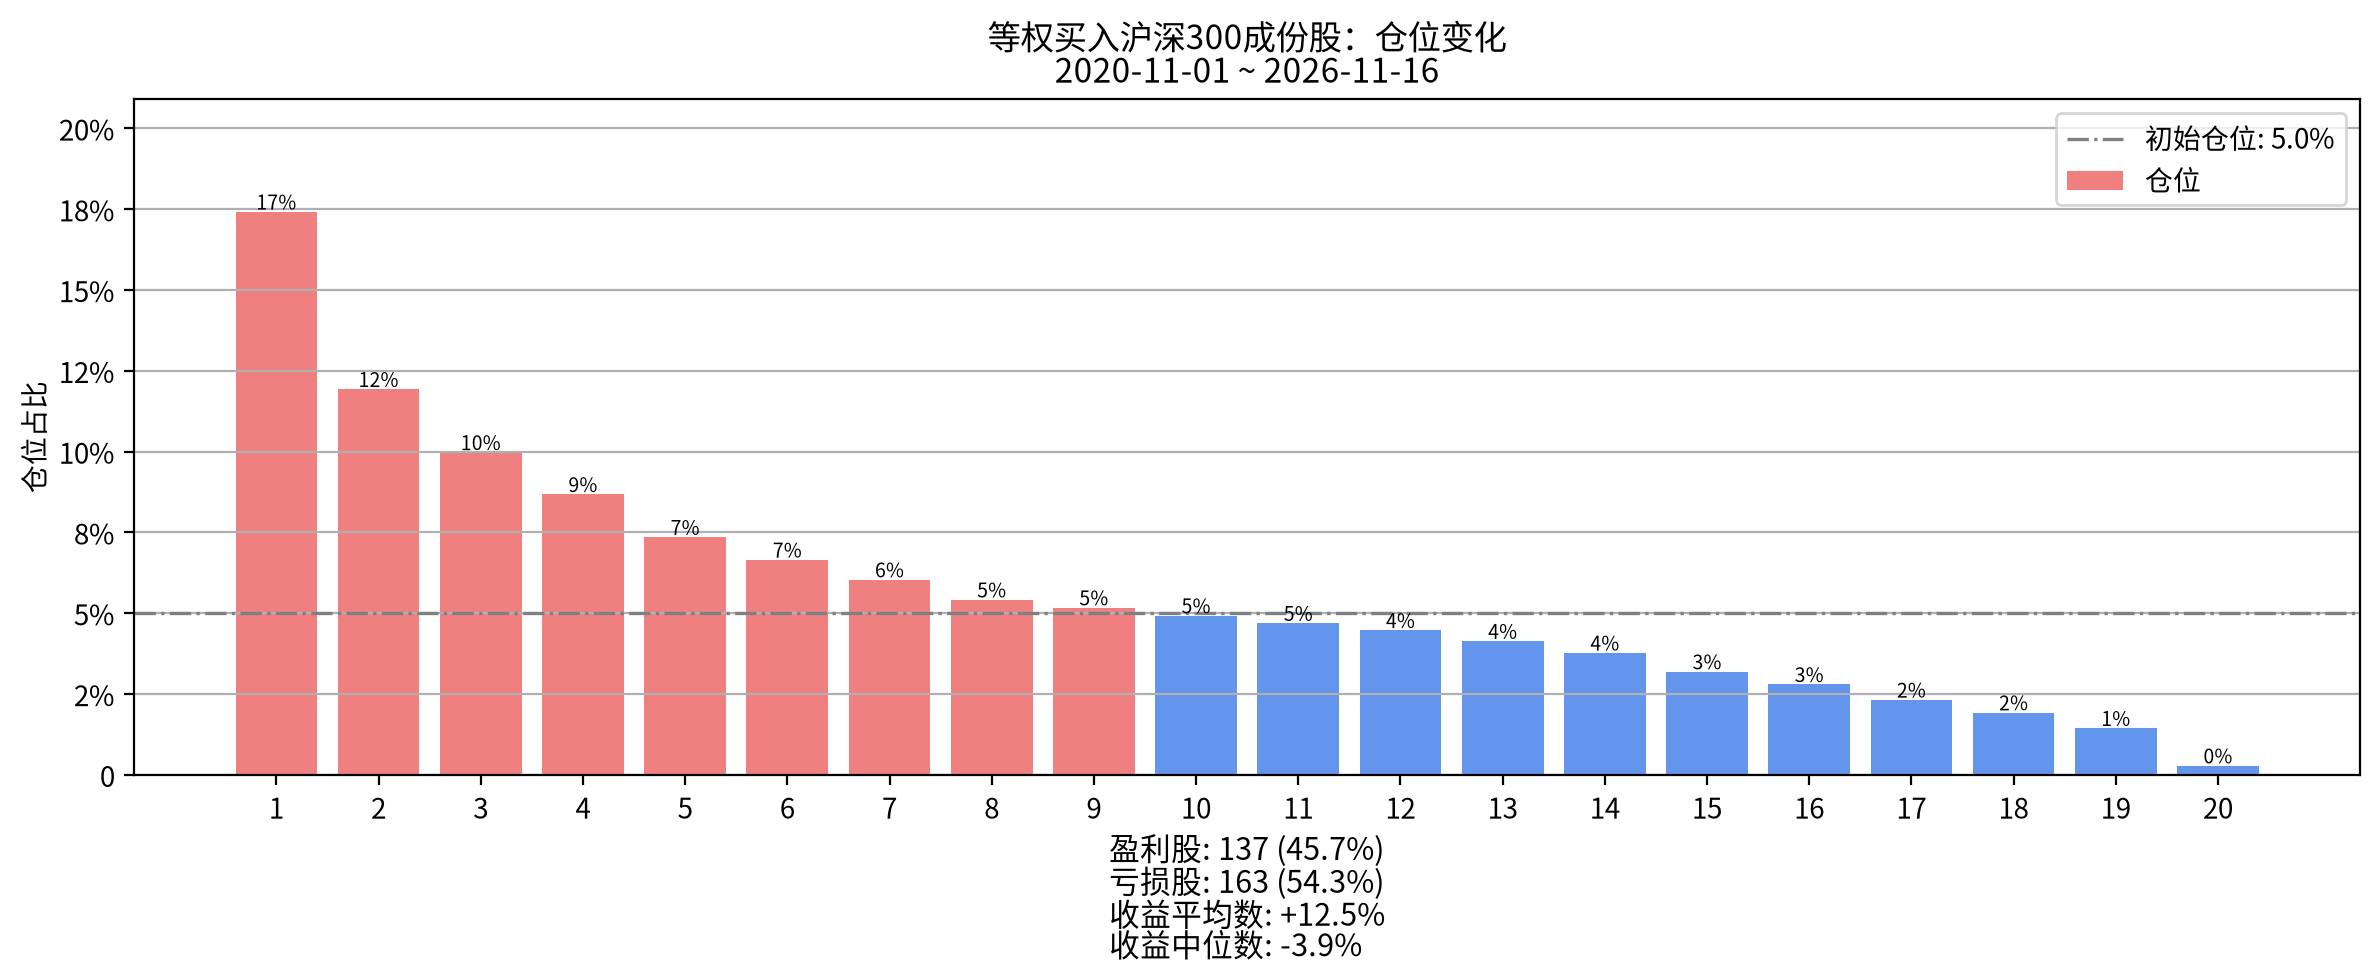 等权买入沪深300成份股：仓位变化
2020-11-01 ~ 2026-11-16
初始仓位: 5.0%
仓位
仓位占比
20%
18%
15%
12%
10%
8%
5%
2%
0
17%
12%
10%
9%
7%
7%
6%
5%
5%
5%
5%
4%
4%
4%
3%
3%
2%
2%
1%
0%
1 2 3 4 5 6 7 8 9 10 11 12 13 14 15 16 17 18 19 20
盈利股: 137 (45.7%)
亏损股: 163 (54.3%)
收益平均数: +12.5%
收益中位数: -3.9%